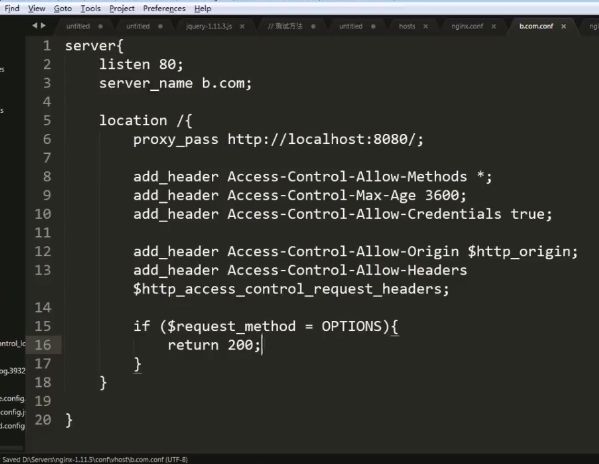 Find View Goto Tools Project Preferences Help
untitled × untitled × jquery-1.11.3.js × // 测试方法 × untitled × hosts × nginx.conf × b.com.conf ×
1 server{
2 listen 80;
3 server_name b.com;
4
5 location /{
6 proxy_pass http://localhost:8080/;
7
8 add_header Access-Control-Allow-Methods *;
9 add_header Access-Control-Max-Age 3600;
10 add_header Access-Control-Allow-Credentials true;
11
12 add_header Access-Control-Allow-Origin $http_origin;
13 add_header Access-Control-Allow-Headers
$http_access_control_request_headers;
14
15 if ($request_method = OPTIONS){
16 return 200;
17 }
18 }
19
20 }
e.config
config.js
d.config
Saved D:\Servers\nginx-1.11.5\conf\vhost\b.com.conf (UTF-8)